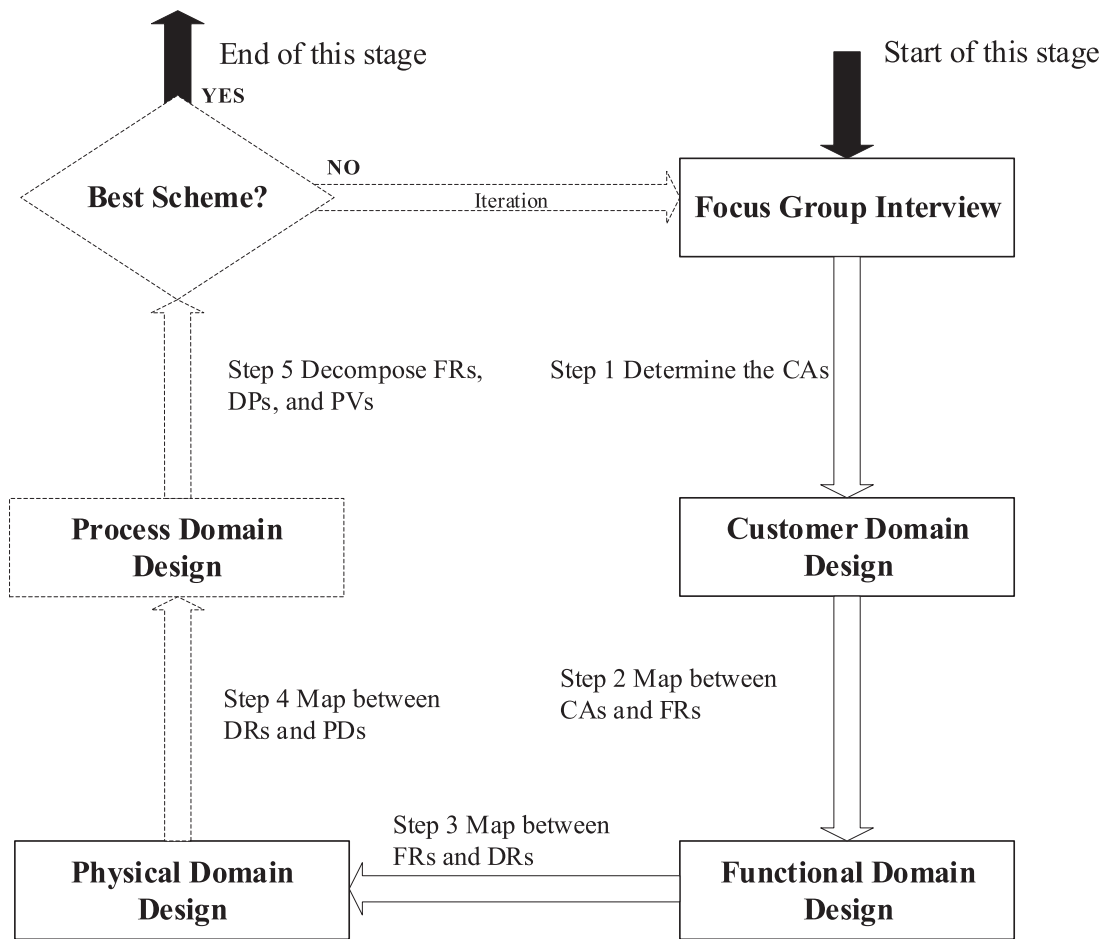 End of this stage
Start of this stage
YES
NO
Best Scheme?
Iteration
Focus Group Interview
Step 5 Decompose FRs,
DPs, and PVs
Step 1 Determine the CAs
Process Domain
Design
Customer Domain
Design
Step 4 Map between
DRs and PDs
Step 2 Map between
CAs and FRs
Step 3 Map between
FRs and DRs
Physical Domain
Design
Functional Domain
Design